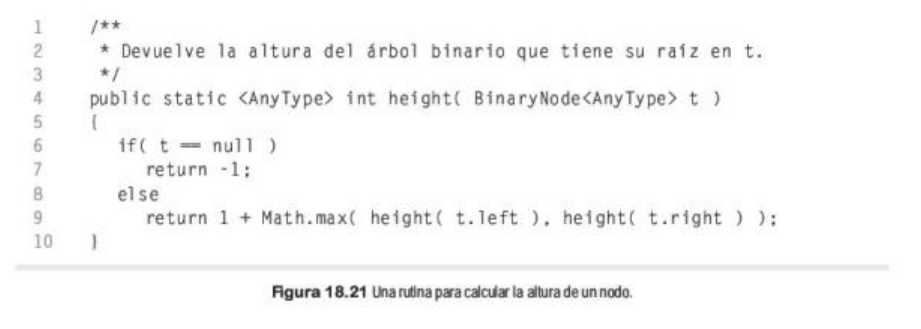 1 /**
2 * Devuelve la altura del árbol binario que tiene su raíz en t.
3 */
4 public static <AnyType> int height( BinaryNode<AnyType> t )
5 {
6 if( t == null )
7 return -1;
8 else
9 return 1 + Math.max( height( t.left ), height( t.right ) );
10 }
Figura 18.21 Una rutina para calcular la altura de un nodo.